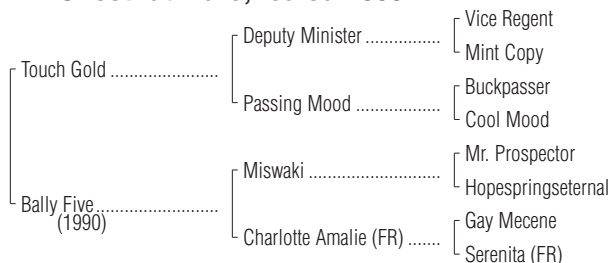 Vice Regent
Deputy Minister
Mint Copy
Touch Gold
Buckpasser
Passing Mood
Cool Mood
Mr. Prospector
Miswaki
Hopespringseternal
Bally Five
(1990)
Gay Mecene
Charlotte Amalie (FR)
Serenita (FR)